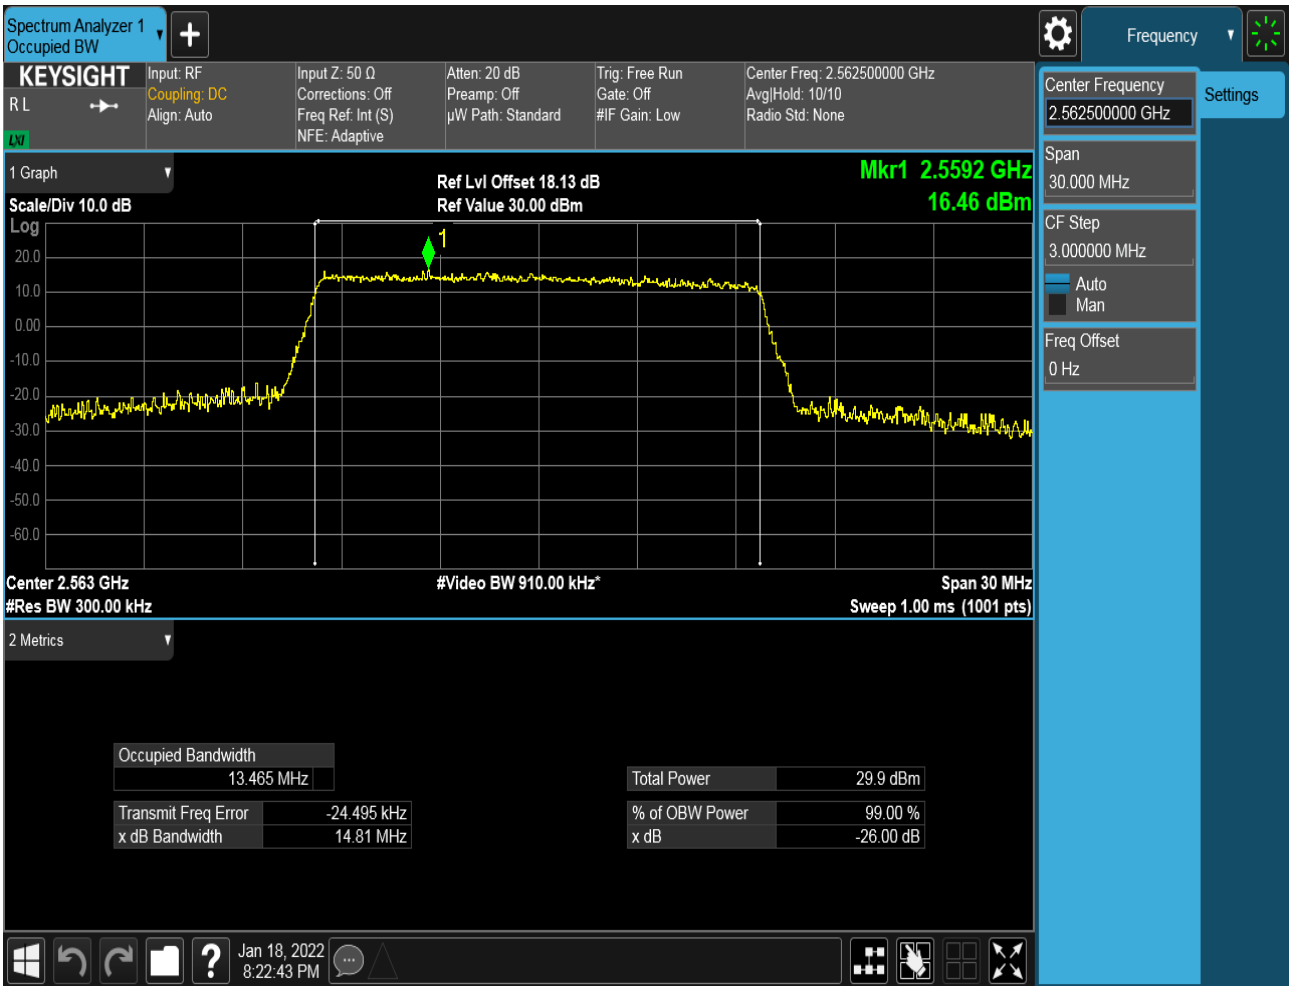 Spectrum Analyzer 1
Occupied BW
+
Frequency
KEYSIGHT
R L
LXI
Input: RF
Coupling: DC
Align: Auto
Input Z: 50 Ω
Corrections: Off
Freq Ref: Int (S)
NFE: Adaptive
Atten: 20 dB
Preamp: Off
µW Path: Standard
Trig: Free Run
Gate: Off
#IF Gain: Low
Center Freq: 2.562500000 GHz
Avg|Hold: 10/10
Radio Std: None
Center Frequency
2.562500000 GHz
Settings
Span
30.000 MHz
CF Step
3.000000 MHz
Auto
Man
Freq Offset
0 Hz
1 Graph
Scale/Div 10.0 dB
Ref Lvl Offset 18.13 dB
Ref Value 30.00 dBm
Mkr1 2.5592 GHz
16.46 dBm
Log
1
20.0
10.0
0.00
-10.0
-20.0
-30.0
-40.0
-50.0
-60.0
Center 2.563 GHz
#Video BW 910.00 kHz*
Span 30 MHz
#Res BW 300.00 kHz
Sweep 1.00 ms (1001 pts)
2 Metrics
Occupied Bandwidth
13.465 MHz
Total Power 29.9 dBm
Transmit Freq Error -24.495 kHz
% of OBW Power 99.00 %
x dB Bandwidth 14.81 MHz
x dB -26.00 dB
?
Jan 18, 2022
8:22:43 PM